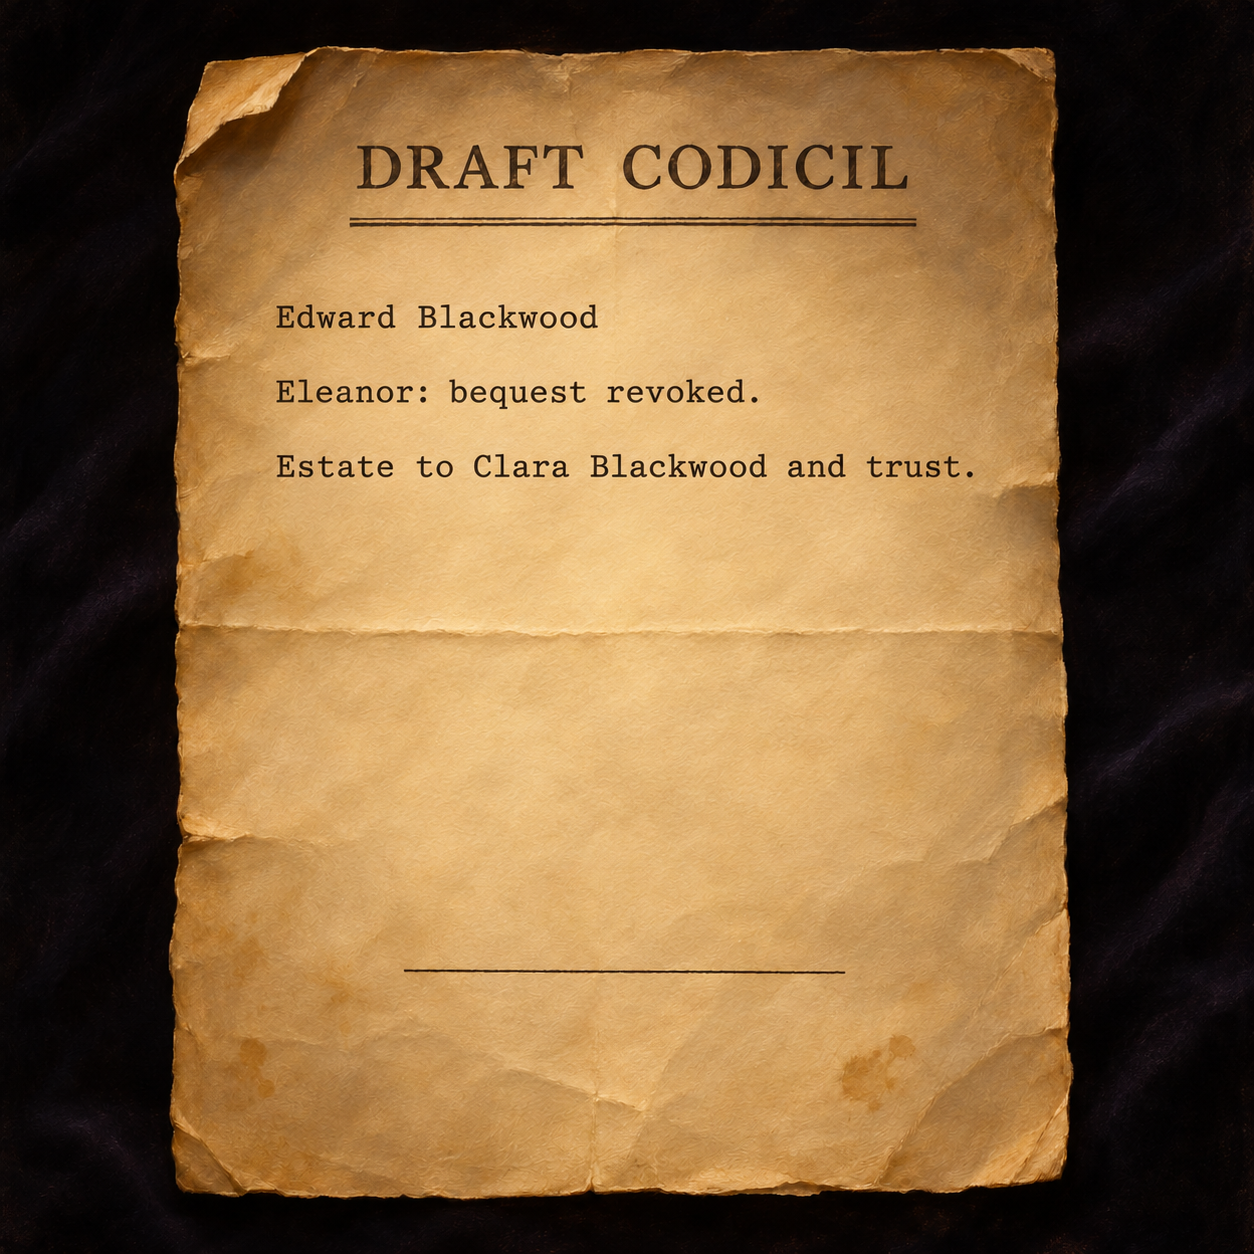 DRAFT CODICIL
Edward Blackwood
Eleanor: bequest revoked.
Estate to Clara Blackwood and trust.